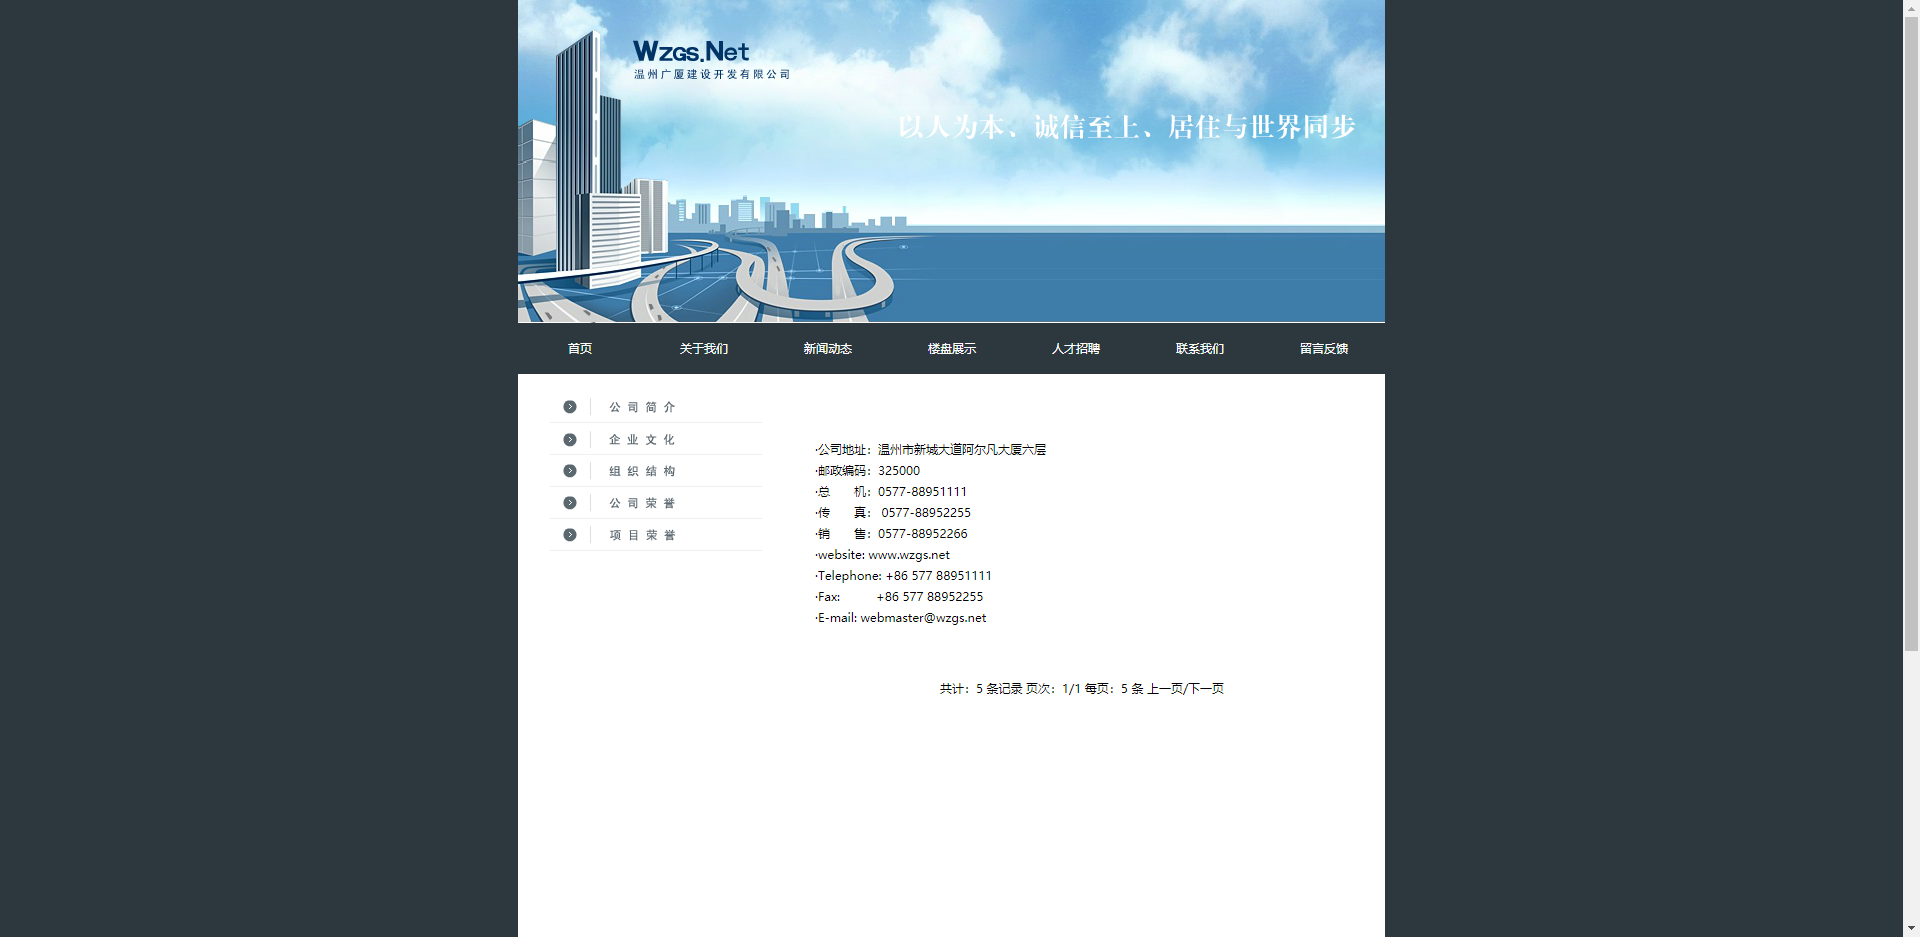 Wzgs.Net
温州广厦建设开发有限公司
以人为本、诚信至上、居住与世界同步
首页 关于我们 新闻动态 楼盘展示 人才招聘 联系我们 留言反馈
公司简介
企业文化
组织结构
公司荣誉
项目荣誉
·公司地址：温州市新城大道阿尔凡大厦六层
·邮政编码：325000
·总　　机：0577-88951111
·传　　真： 0577-88952255
·销　　售：0577-88952266
·website: www.wzgs.net
·Telephone: +86 577 88951111
·Fax: +86 577 88952255
·E-mail: webmaster@wzgs.net
共计：5 条记录 页次：1/1 每页：5 条 上一页/下一页